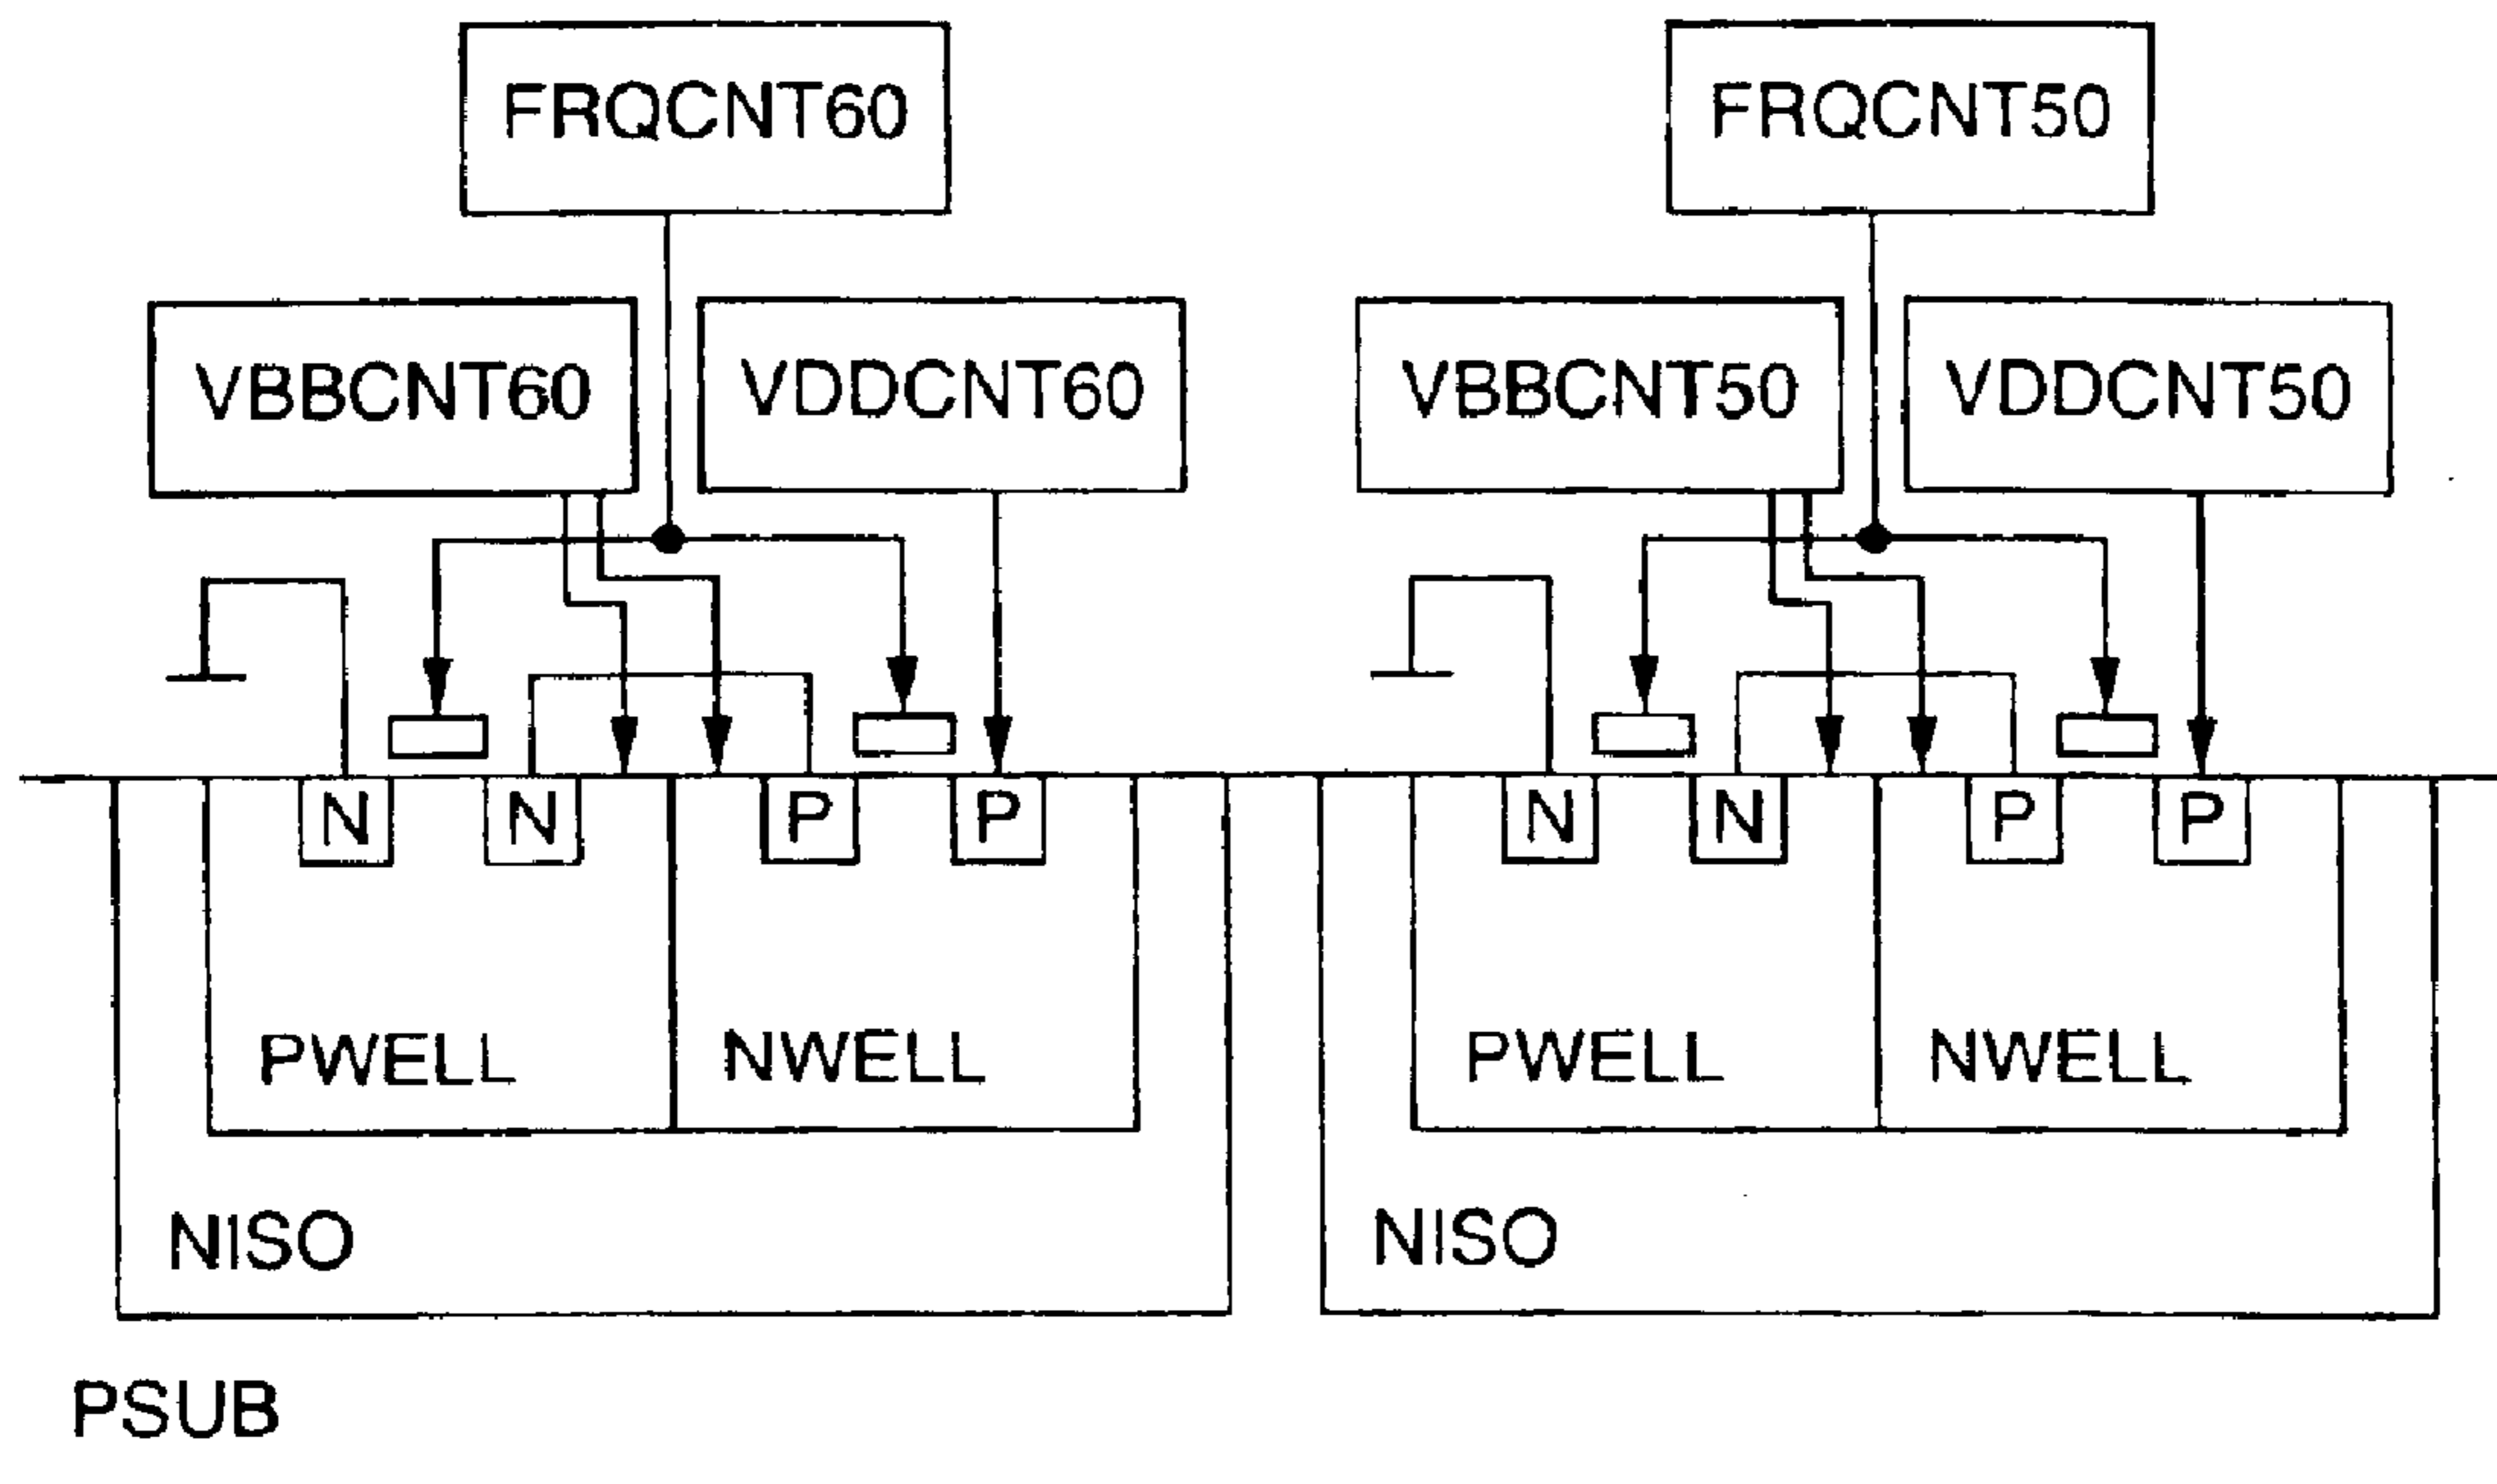 FRQCNT60 FRQCNT50
VBBCNT60 VDDCNT60 VBBCNT50 VDDCNT50
N N P P N N P P
PWELL NWELL PWELL NWELL
NISO NISO
PSUB